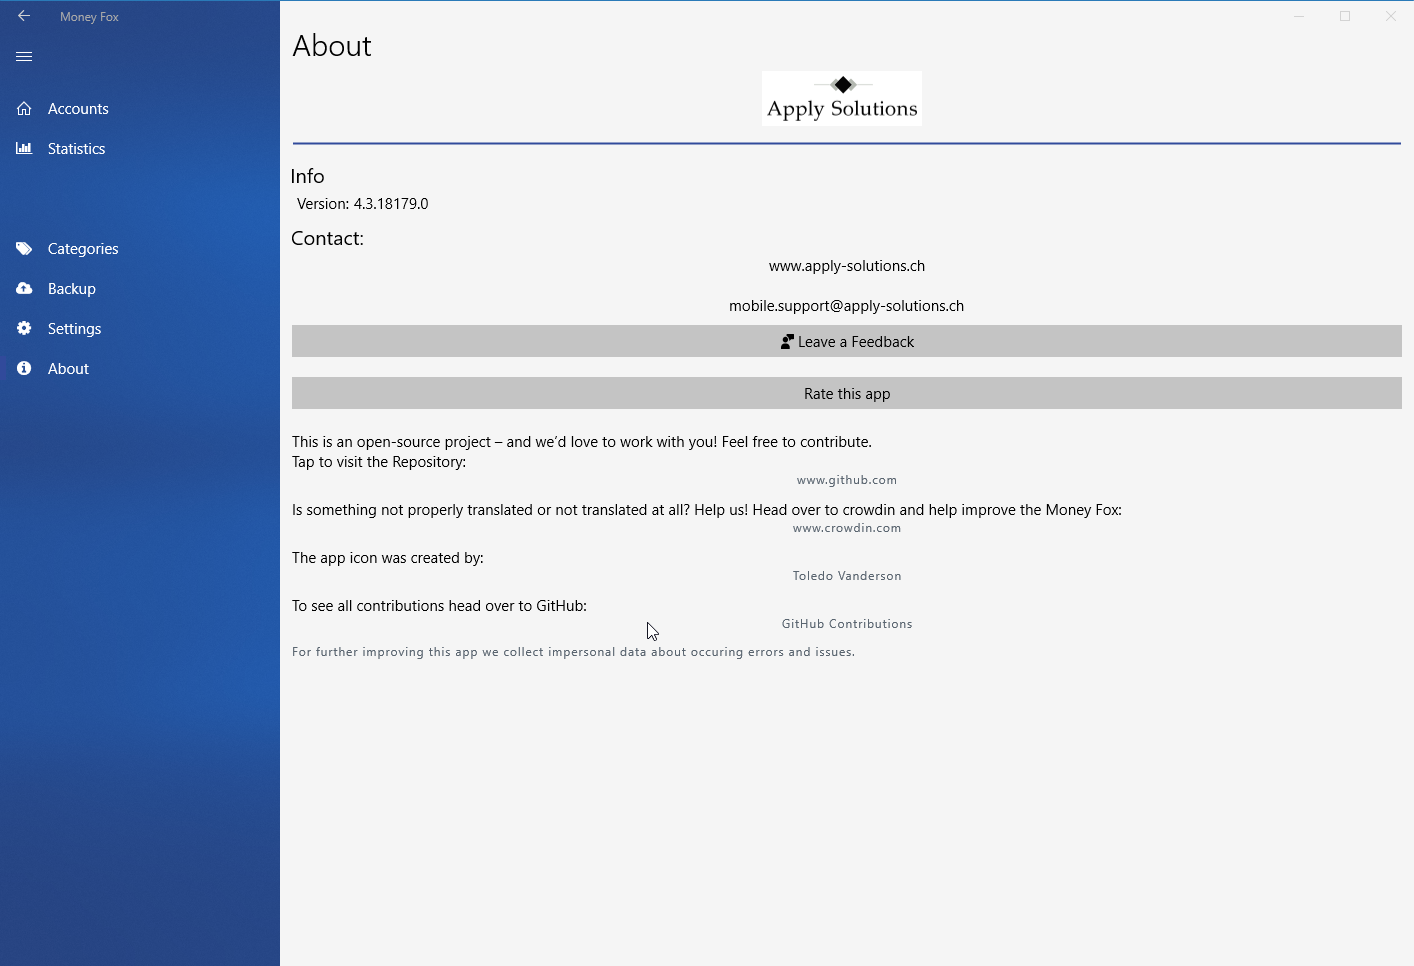 Money Fox
Accounts
Statistics
Categories
Backup
Settings
About
About
Apply Solutions
Info
Version: 4.3.18179.0
Contact:
www.apply-solutions.ch
mobile.support@apply-solutions.ch
Leave a Feedback
Rate this app
This is an open-source project – and we’d love to work with you! Feel free to contribute.
Tap to visit the Repository:
www.github.com
Is something not properly translated or not translated at all? Help us! Head over to crowdin and help improve the Money Fox:
www.crowdin.com
The app icon was created by:
Toledo Vanderson
To see all contributions head over to GitHub:
GitHub Contributions
For further improving this app we collect impersonal data about occuring errors and issues.